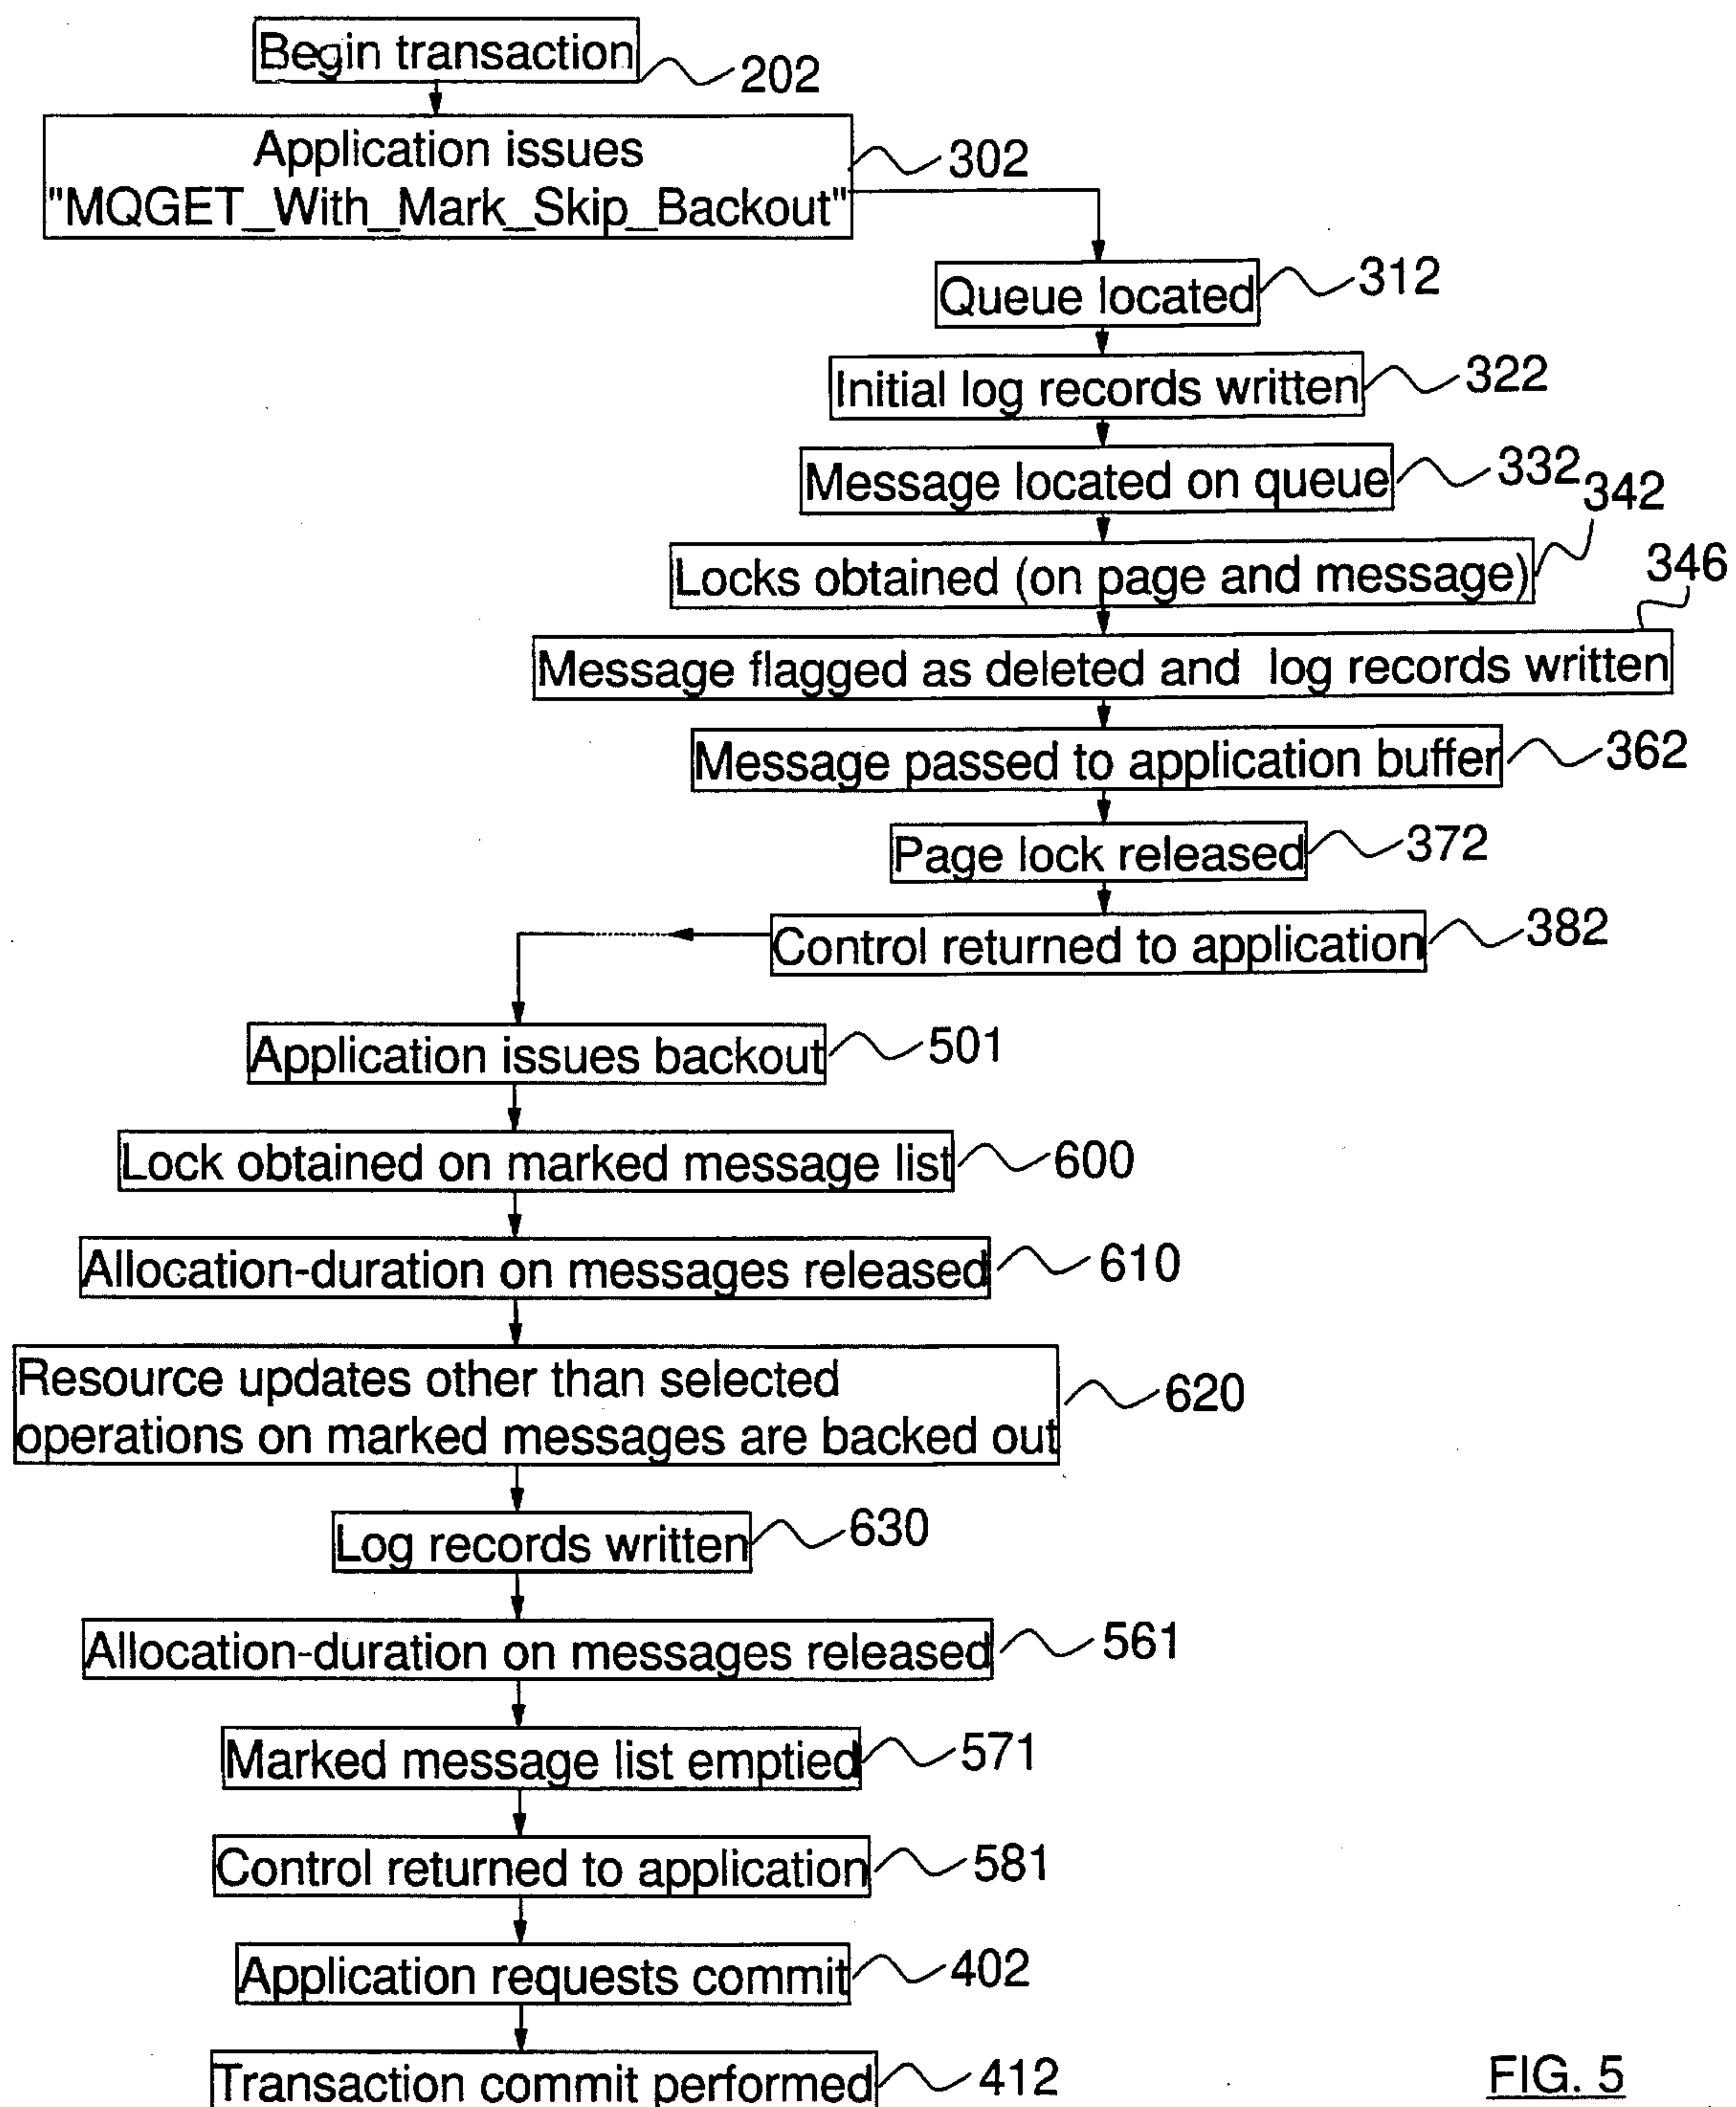 Begin transaction
202
Application issues
302
"MQGET_With_Mark_Skip_Backout"
Queue located
312
Initial log records written
322
Message located on queue
332
342
Locks obtained (on page and message)
346
Message flagged as deleted and log records written
Message passed to application buffer
362
Page lock released
372
Control returned to application
382
Application issues backout
501
Lock obtained on marked message list
600
Allocation-duration on messages released
610
Resource updates other than selected
operations on marked messages are backed out
620
Log records written
630
Allocation-duration on messages released
561
Marked message list emptied
571
Control returned to application
581
Application requests commit
402
Transaction commit performed
412
FIG. 5